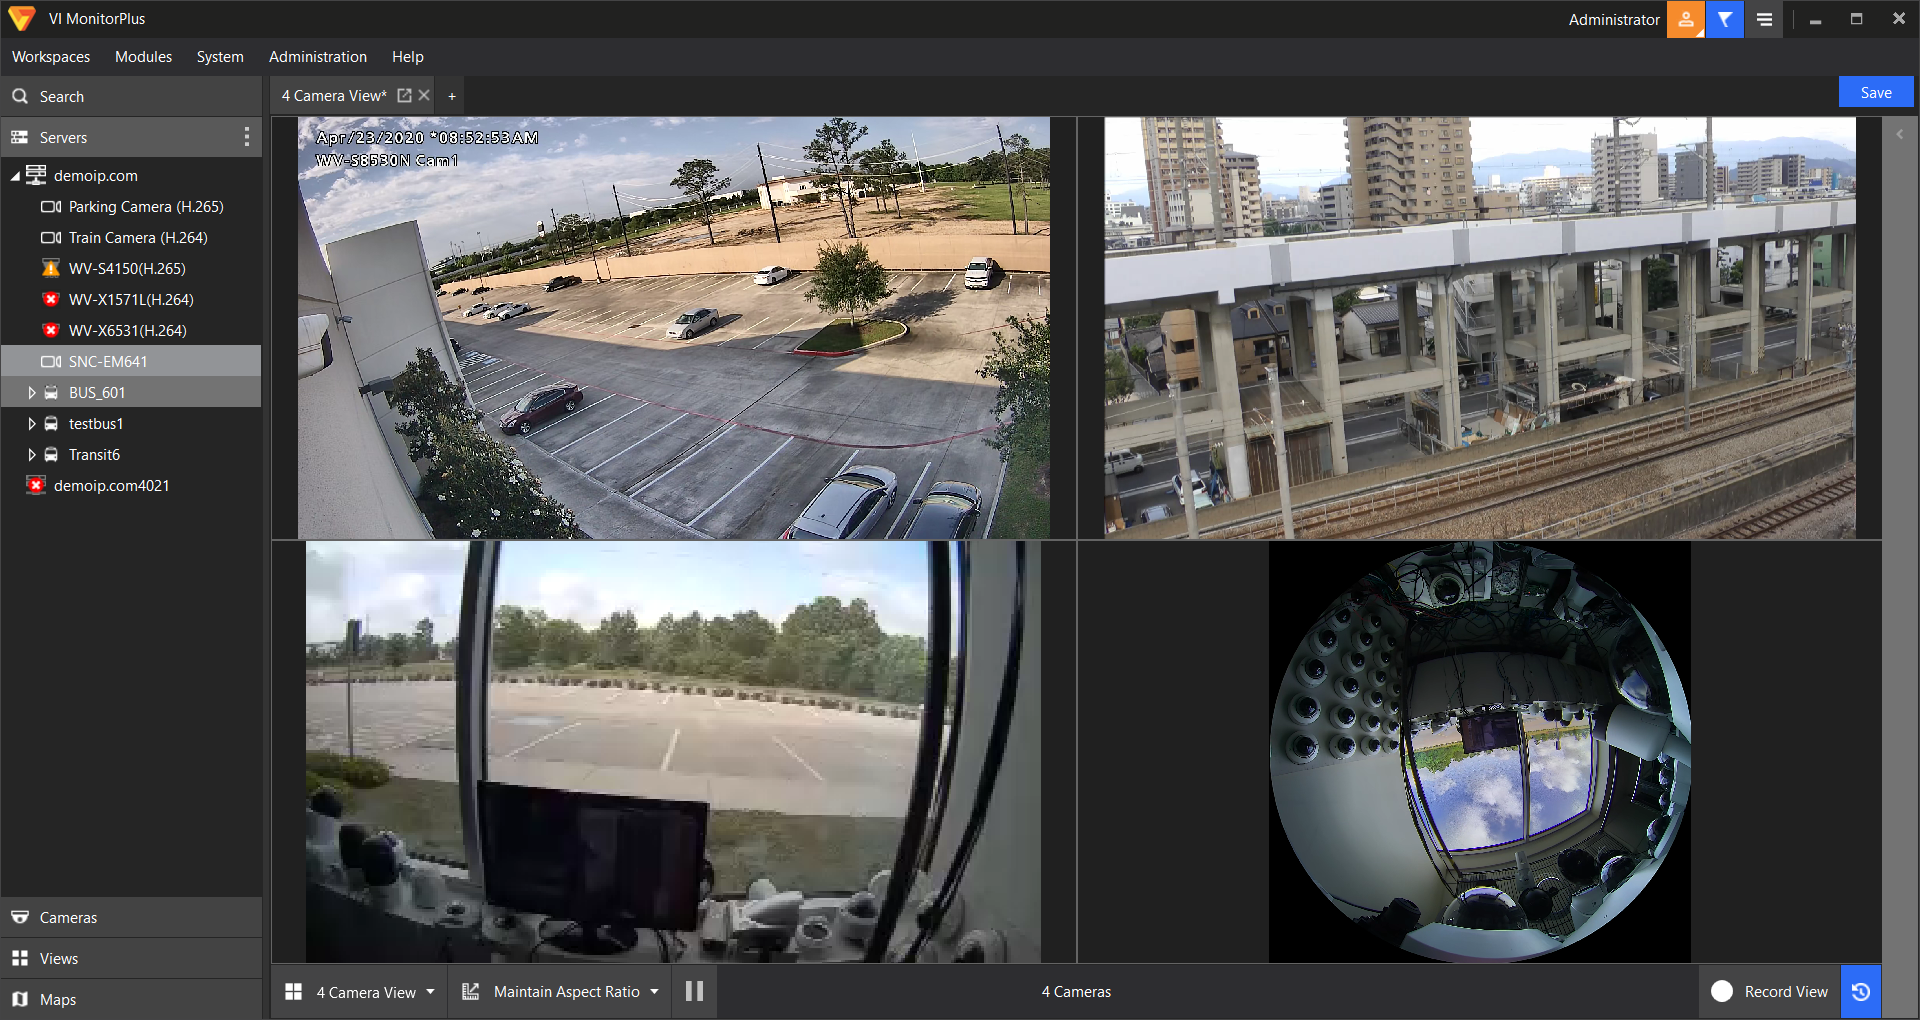 VI MonitorPlus
Administrator
Workspaces Modules System Administration Help
Search
4 Camera View*
+
Save
Servers
demoip.com
Parking Camera (H.265)
Train Camera (H.264)
WV-S4150(H.265)
WV-X1571L(H.264)
WV-X6531(H.264)
SNC-EM641
BUS_601
testbus1
Transit6
demoip.com4021
Apr/23/2020 *08:52:53AM
WV-S8530N Cam1
Cameras
Views
Maps
4 Camera View
Maintain Aspect Ratio
4 Cameras
Record View